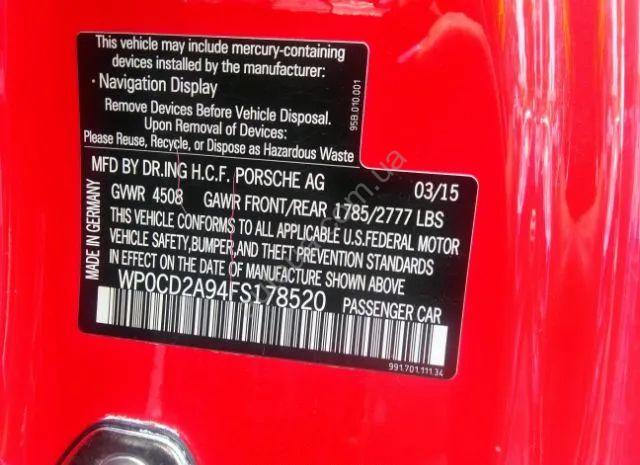 This vehicle may include mercury-containing
devices installed by the manufacturer:
· Navigation Display
Remove Devices Before Vehicle Disposal.
Upon Removal of Devices:
Please Reuse, Recycle, or Dispose as Hazardous Waste
95B.010.001
MFD BY DR.ING H.C.F. PORSCHE AG 03/15
GVWR 4508 GAWR FRONT/REAR 1785/2777 LBS
THIS VEHICLE CONFORMS TO ALL APPLICABLE U.S.FEDERAL MOTOR
VEHICLE SAFETY,BUMPER,AND THEFT PREVENTION STANDARDS
IN EFFECT ON THE DATE OF MANUFACTURE SHOWN ABOVE
WP0CD2A94FS178520 PASSENGER CAR
MADE IN GERMANY
991.701.111.34